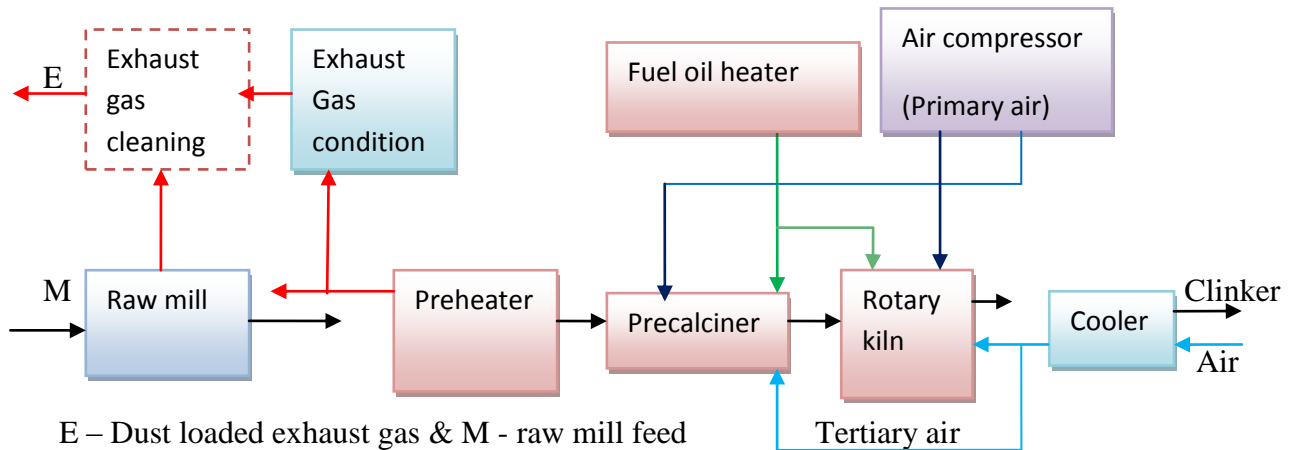 E
Exhaust
gas
cleaning
Exhaust
Gas
condition
Fuel oil heater
Air compressor
(Primary air)
M
Raw mill
Preheater
Precalciner
Rotary
kiln
Cooler
Clinker
Air
E – Dust loaded exhaust gas & M - raw mill feed
Tertiary air